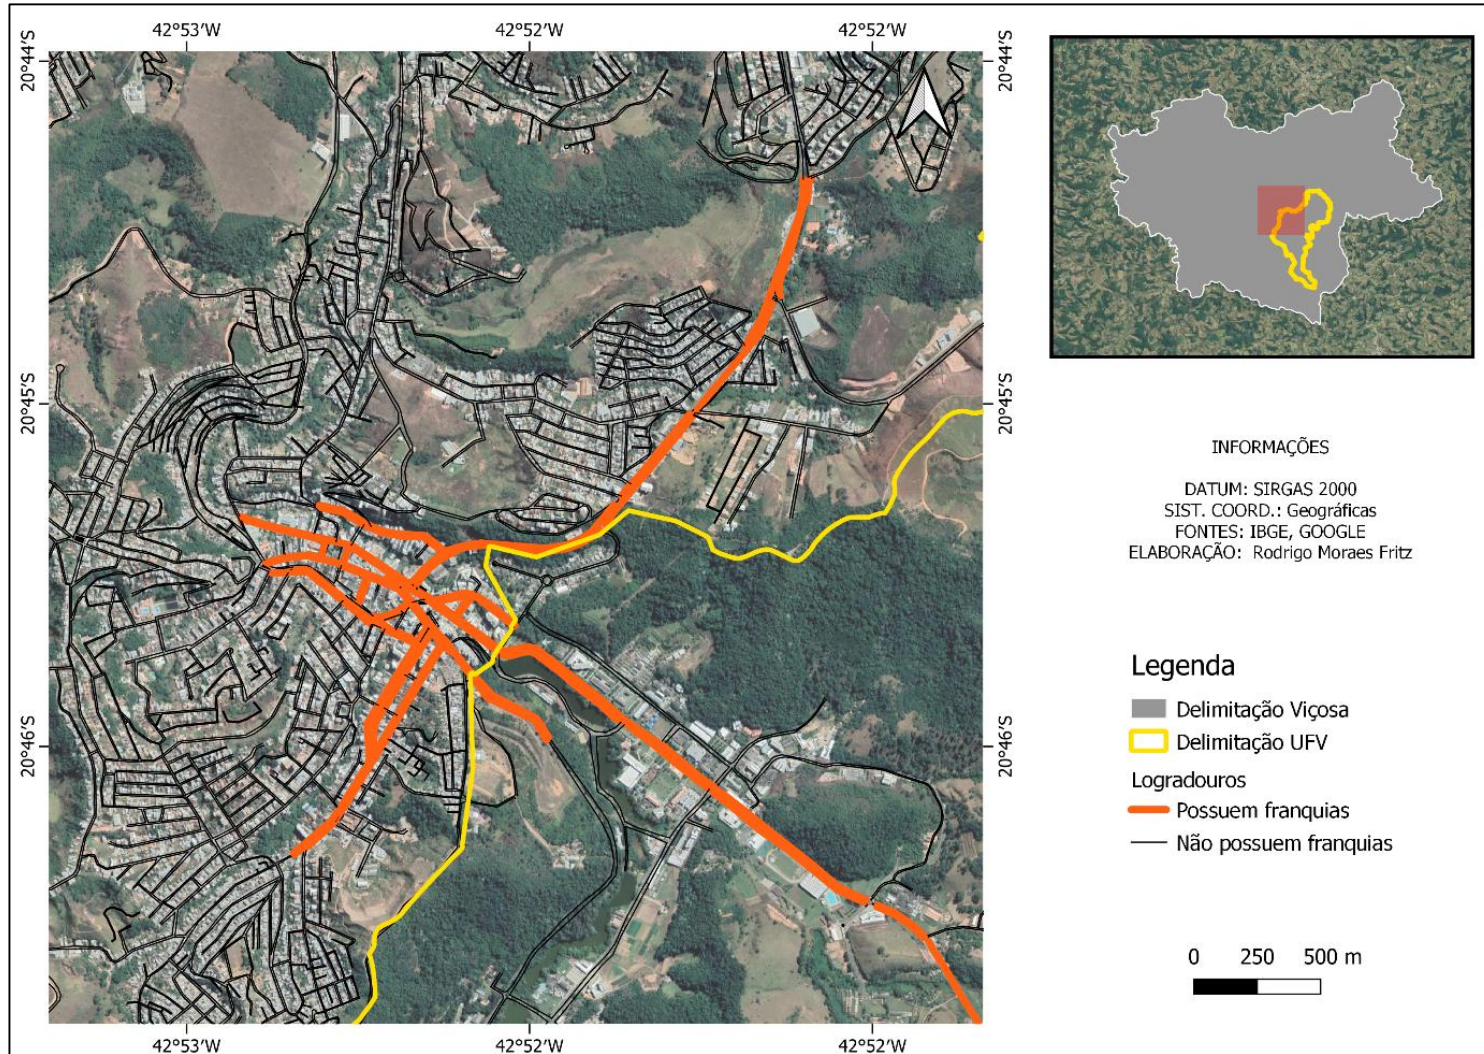 42°53′W 42°52′W 42°52′W
20°44′S
20°44′S
20°45′S
20°45′S
20°46′S
20°46′S
42°53′W 42°52′W 42°52′W
INFORMAÇÕES
DATUM: SIRGAS 2000
SIST. COORD.: Geográficas
FONTES: IBGE, GOOGLE
ELABORAÇÃO: Rodrigo Moraes Fritz
Legenda
Delimitação Viçosa
Delimitação UFV
Logradouros
Possuem franquias
Não possuem franquias
0 250 500 m